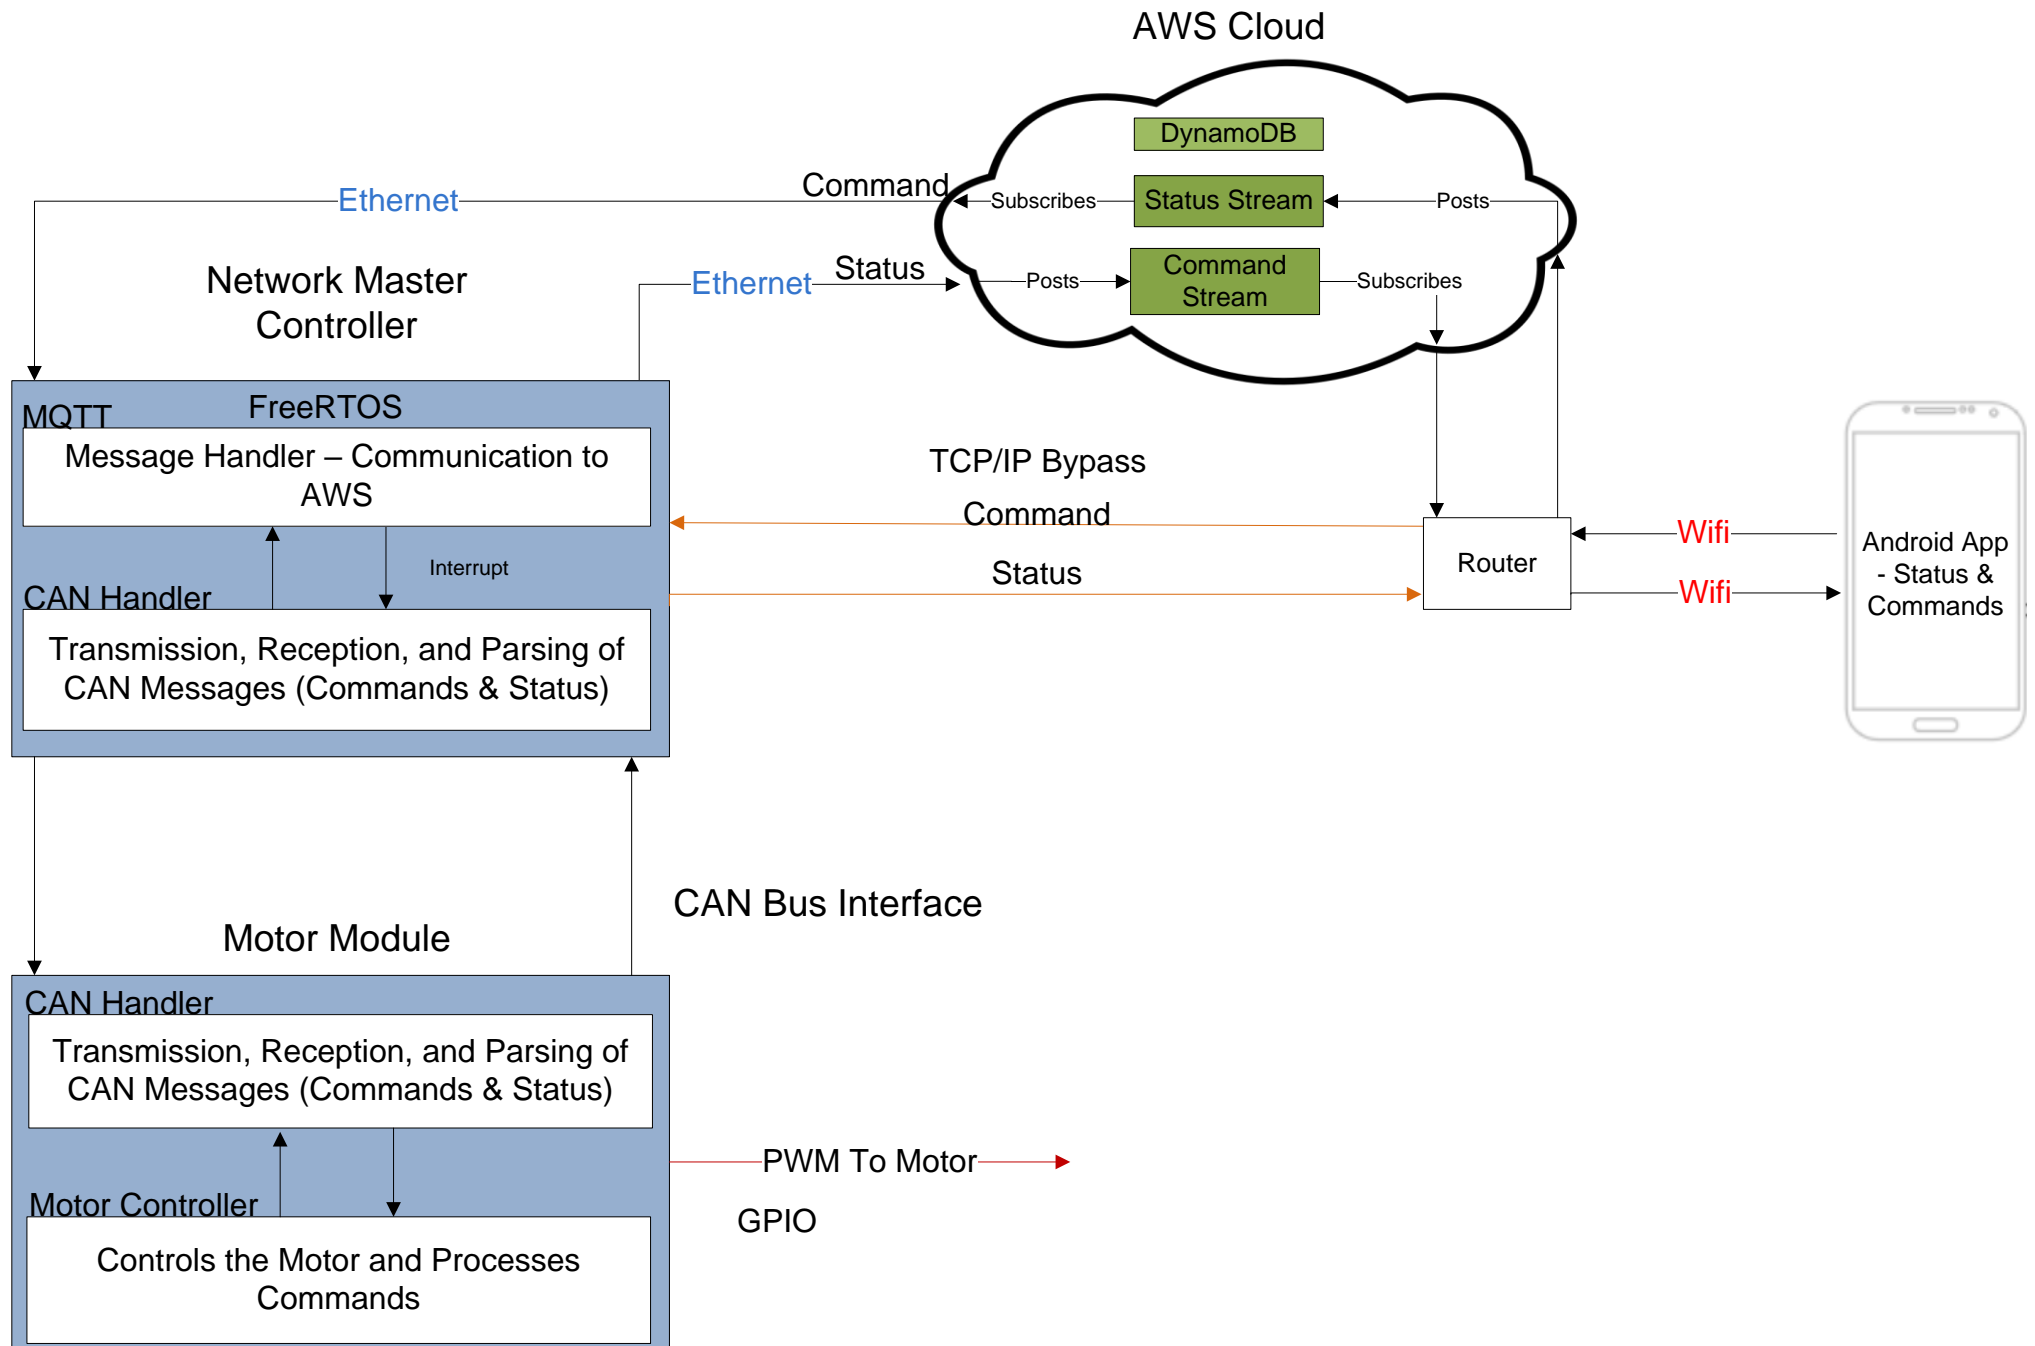 AWS Cloud
DynamoDB
Command
Ethernet
Subscribes
Status Stream
Posts
Status
Ethernet
Posts
Command
Stream
Subscribes
Network Master
Controller
FreeRTOS
MQTT
Message Handler – Communication to
AWS
Interrupt
CAN Handler
Transmission, Reception, and Parsing of
CAN Messages (Commands & Status)
TCP/IP Bypass
Command
Status
Router
Wifi
Wifi
Android App
- Status &
Commands
CAN Bus Interface
Motor Module
CAN Handler
Transmission, Reception, and Parsing of
CAN Messages (Commands & Status)
Motor Controller
Controls the Motor and Processes
Commands
PWM To Motor
GPIO